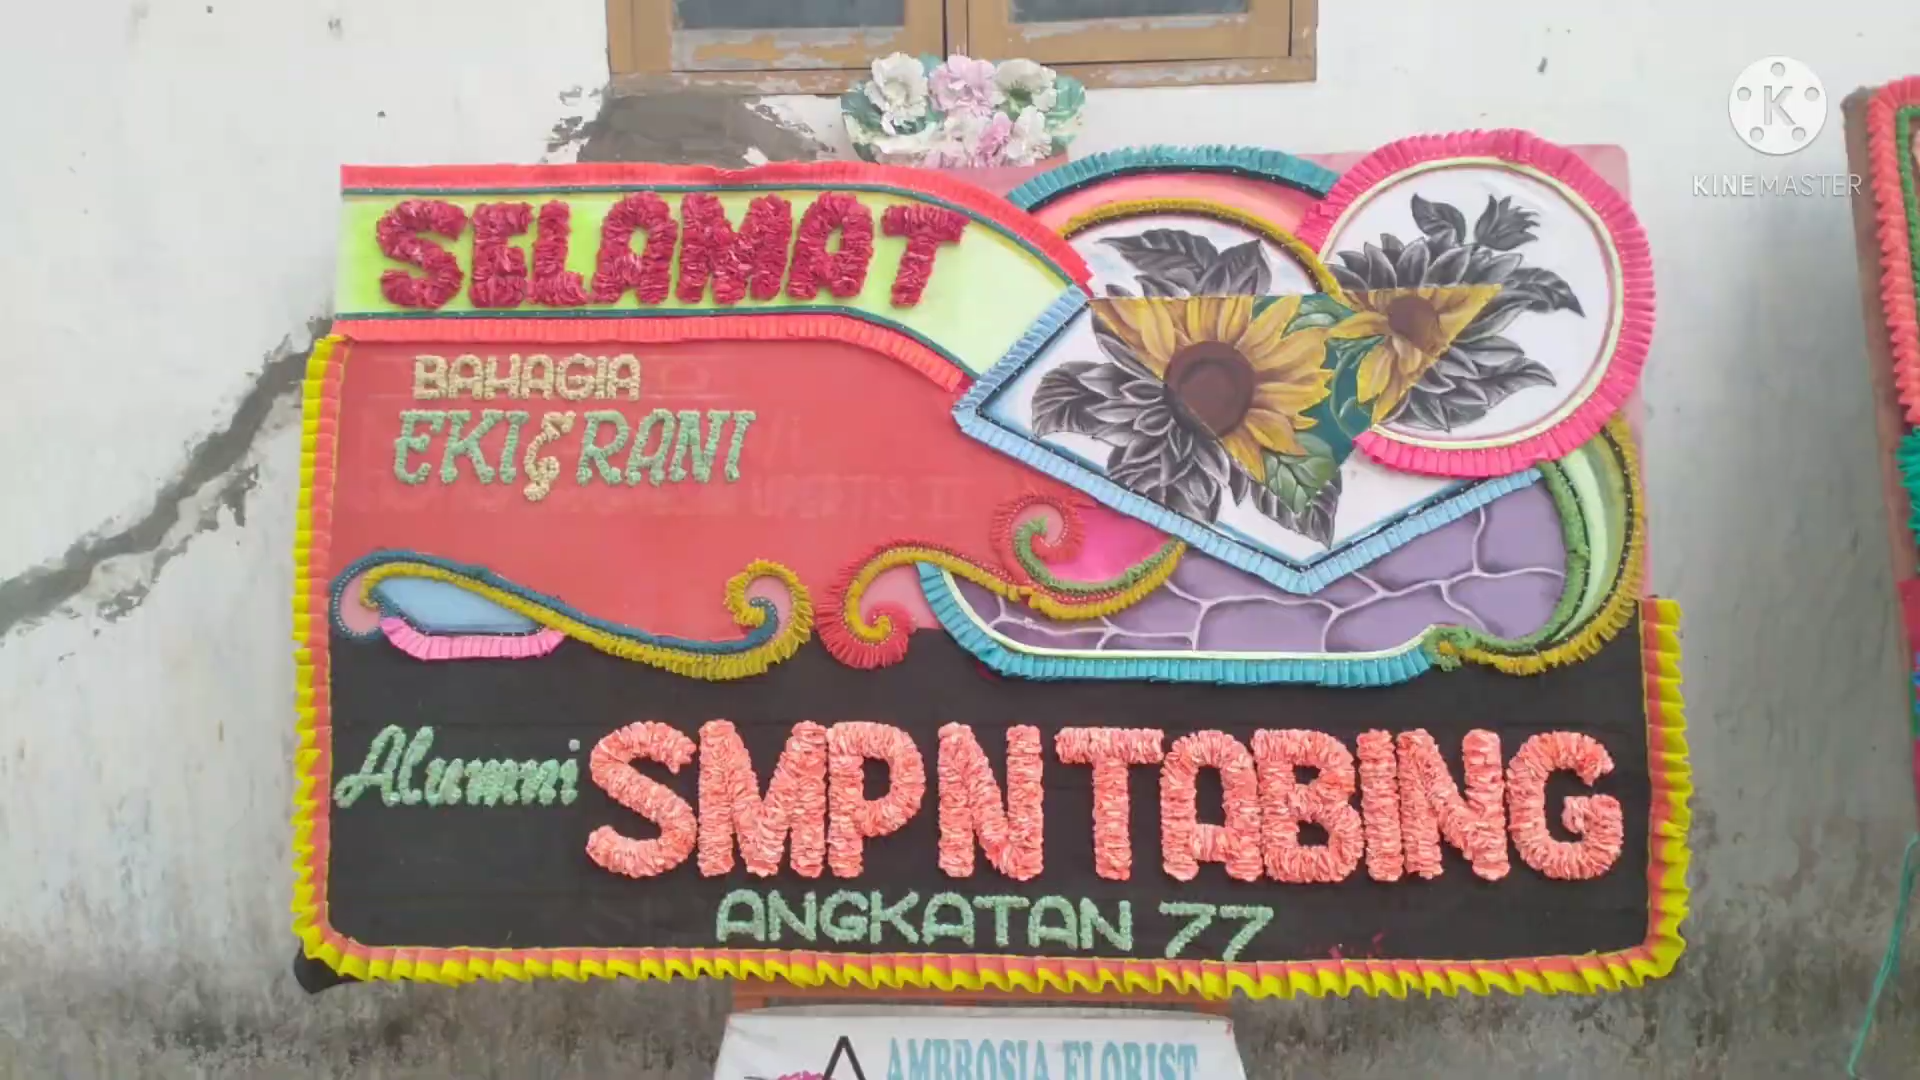 SELAMAT
BAHAGIA
EKI & RANI
Alumni SMPN TABING
ANGKATAN 77
AMBROSIA FLORIST
K
KINEMASTER